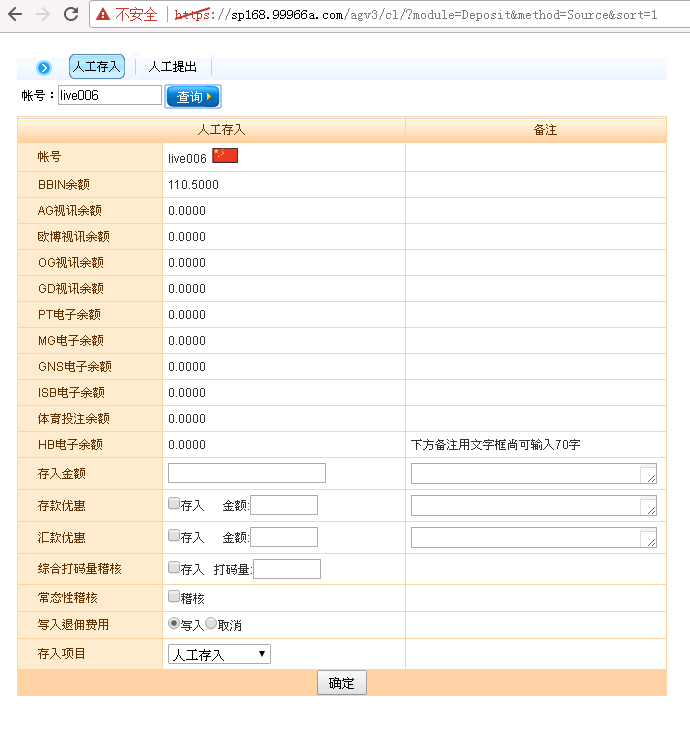 不安全 https://sp168.99966a.com/agv3/cl/?module=Deposit&method=Source&sort=1
人工存入 人工提出
帐号：live006 查询
人工存入 备注
帐号 live006
BBIN余额 110.5000
AG视讯余额 0.0000
欧博视讯余额 0.0000
OG视讯余额 0.0000
GD视讯余额 0.0000
PT电子余额 0.0000
MG电子余额 0.0000
GNS电子余额 0.0000
ISB电子余额 0.0000
体育投注余额 0.0000
HB电子余额 0.0000 下方备注用文字框尚可输入70字
存入金额
存款优惠 存入 金额:
汇款优惠 存入 金额:
综合打码量稽核 存入 打码量:
常态性稽核 稽核
写入退佣费用 写入 取消
存入项目 人工存入
确定